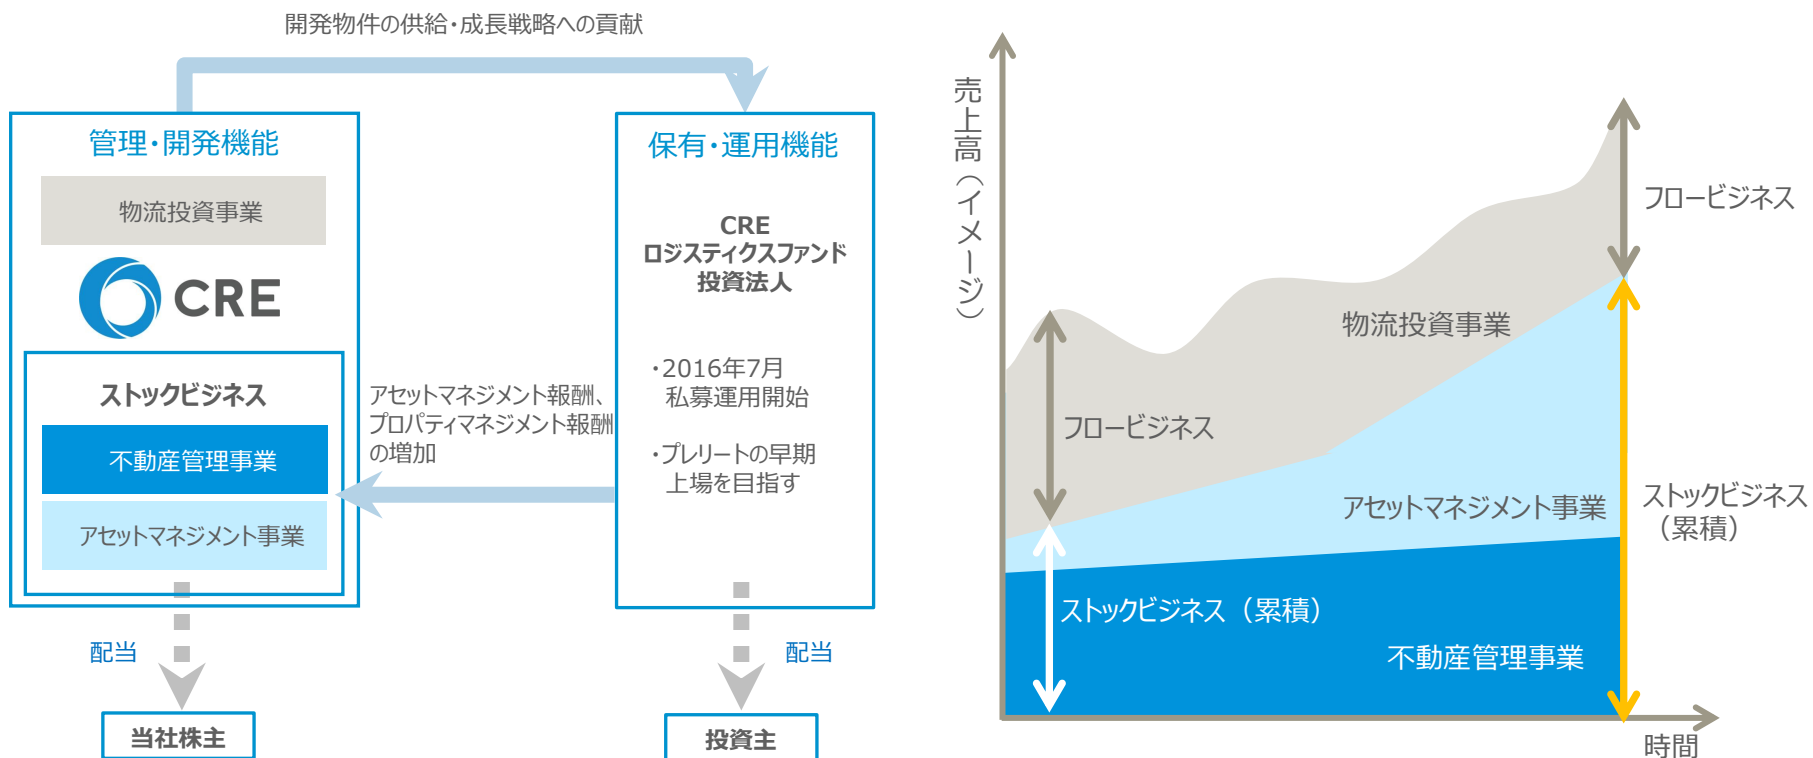 開発物件の供給・成長戦略への貢献
管理・開発機能
物流投資事業
CRE
ストックビジネス
不動産管理事業
アセットマネジメント事業
配当
当社株主
アセットマネジメント報酬、
プロパティマネジメント報酬
の増加
保有・運用機能
CRE
ロジスティクスファンド
投資法人
・2016年7月
私募運用開始
・プレリートの早期
上場を目指す
配当
投資主
売上高（イメージ）
フロービジネス
物流投資事業
フロービジネス
アセットマネジメント事業
ストックビジネス
（累積）
ストックビジネス（累積）
不動産管理事業
時間